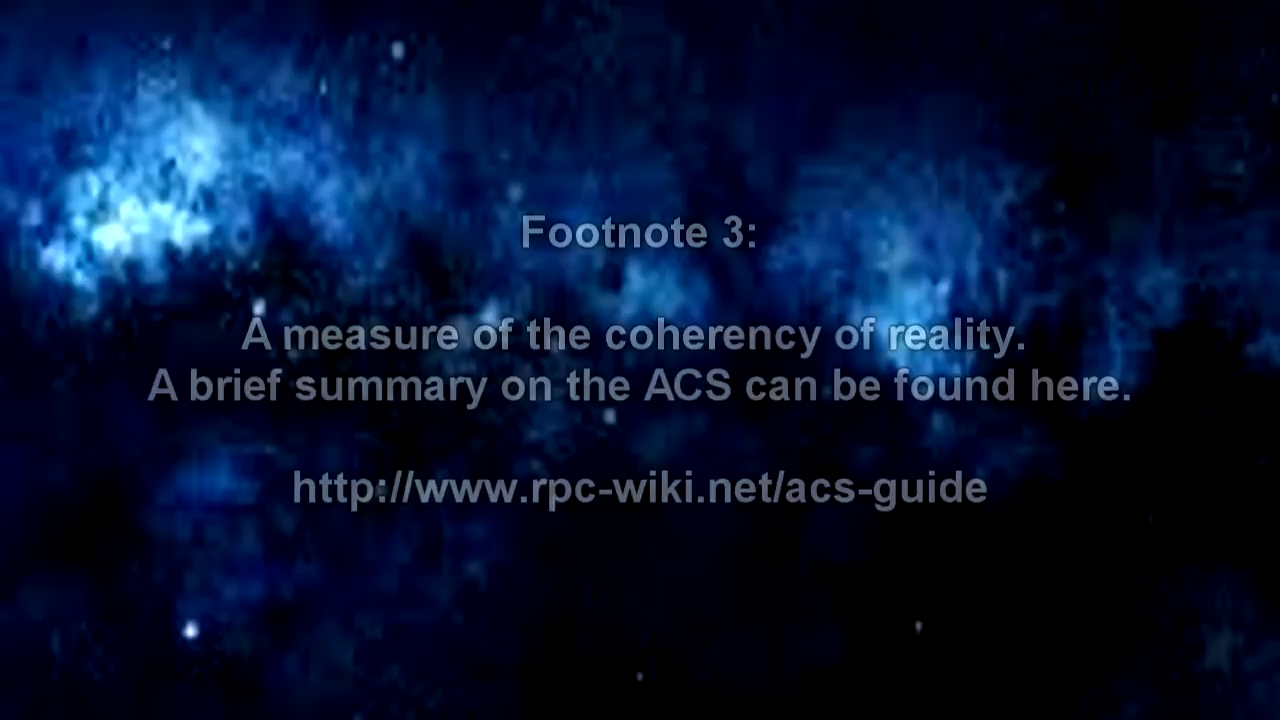 Footnote 3:
A measure of the coherency of reality.
A brief summary on the ACS can be found here.
http://www.rpc-wiki.net/acs-guide